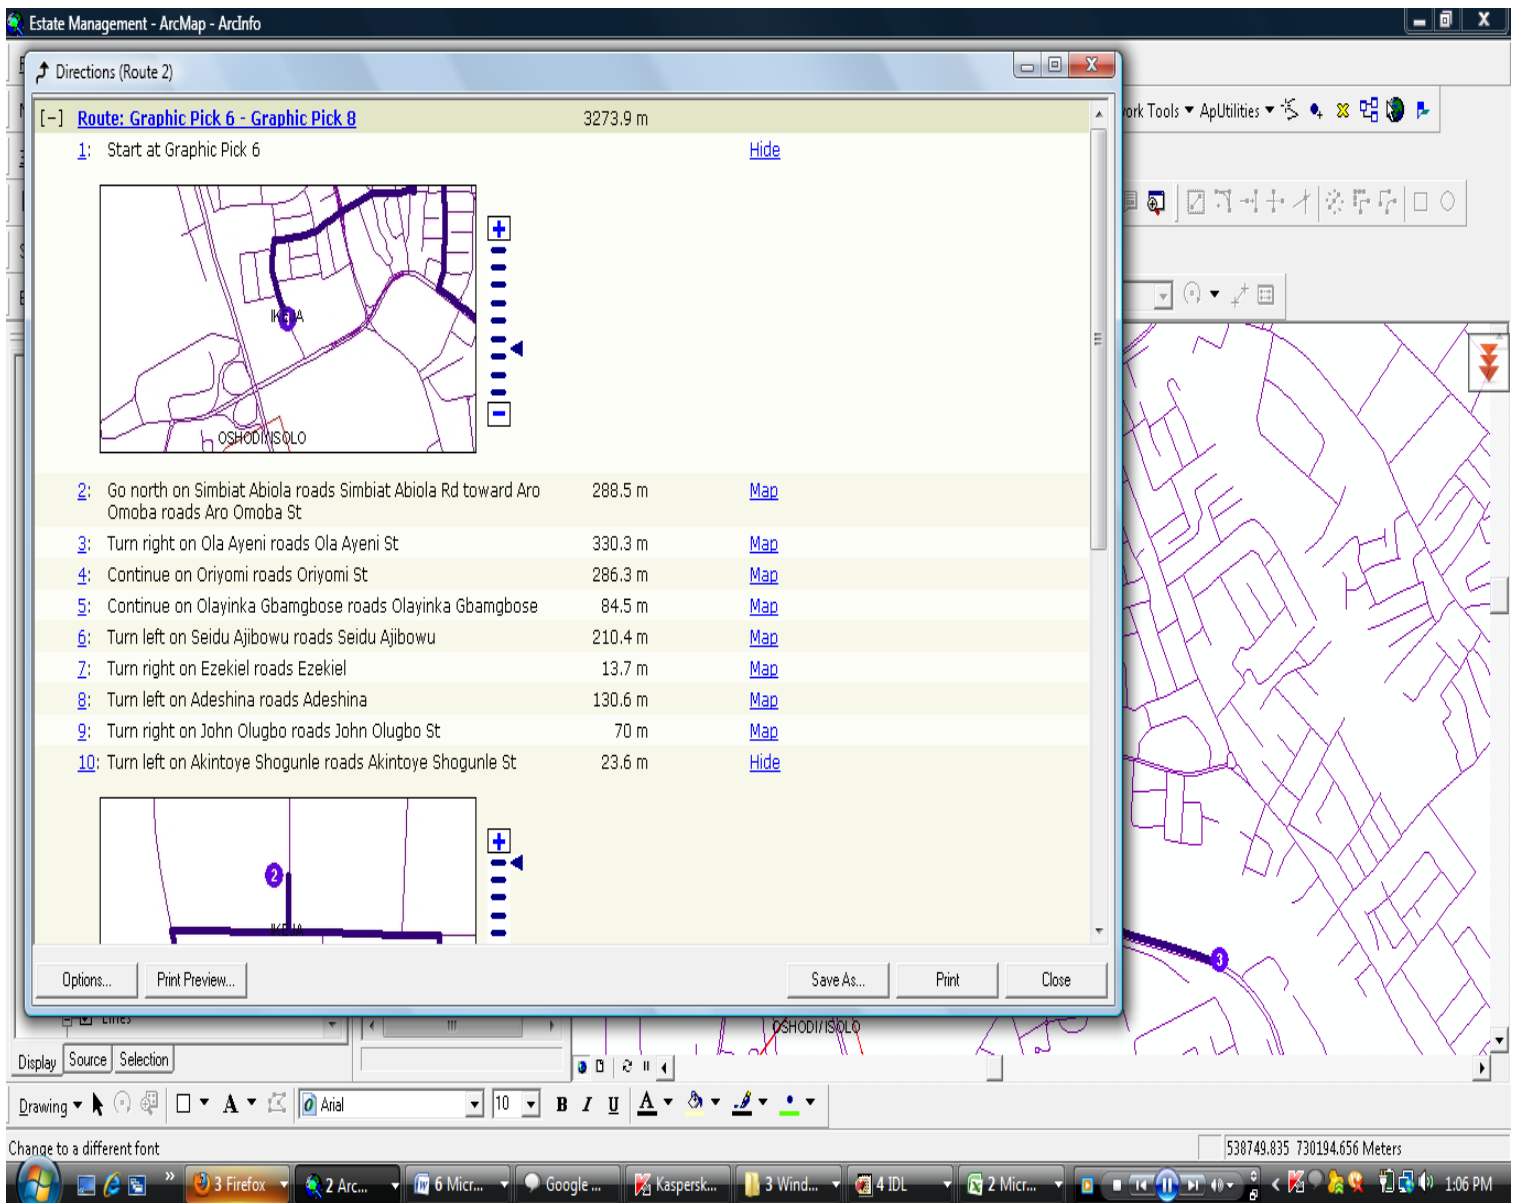 Estate Management - ArcMap - ArcInfo
Directions (Route 2)
[-] Route: Graphic Pick 6 - Graphic Pick 8 3273.9 m
1: Start at Graphic Pick 6 Hide
OSHODI/ISOLO
2: Go north on Simbiat Abiola roads Simbiat Abiola Rd toward Aro 288.5 m Map
Omoba roads Aro Omoba St
3: Turn right on Ola Ayeni roads Ola Ayeni St 330.3 m Map
4: Continue on Oriyomi roads Oriyomi St 286.3 m Map
5: Continue on Olayinka Gbamgbose roads Olayinka Gbamgbose 84.5 m Map
6: Turn left on Seidu Ajibowu roads Seidu Ajibowu 210.4 m Map
7: Turn right on Ezekiel roads Ezekiel 13.7 m Map
8: Turn left on Adeshina roads Adeshina 130.6 m Map
9: Turn right on John Olugbo roads John Olugbo St 70 m Map
10: Turn left on Akintoye Shogunle roads Akintoye Shogunle St 23.6 m Hide
2
IKEJA
Options... Print Preview... Save As... Print Close
ork Tools ApUtilities
3
OSHODI/ISOLO
Lines
Display Source Selection
Drawing A Arial 10 B I U A
Change to a different font
538749.835 730194.656 Meters
3 Firefox 2 Arc... 6 Micr... Google ... Kaspersk... 3 Wind... 4 IDL 2 Micr... 1:06 PM